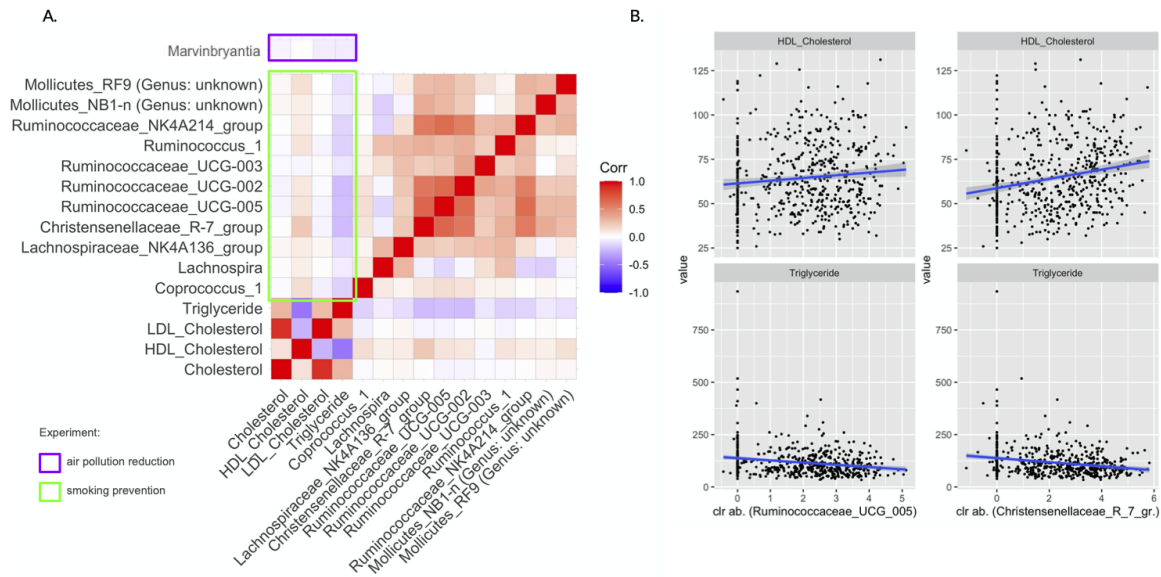 A.
Marvinbryantia
Mollicutes_RF9 (Genus: unknown)
Mollicutes_NB1-n (Genus: unknown)
Ruminococcaceae_NK4A214_group
Ruminococcus_1
Ruminococcaceae_UCG-003
Ruminococcaceae_UCG-002
Ruminococcaceae_UCG-005
Christensenellaceae_R-7_group
Lachnospiraceae_NK4A136_group
Lachnospira
Coprococcus_1
Triglyceride
LDL_Cholesterol
HDL_Cholesterol
Cholesterol
Cholesterol
HDL_Cholesterol
LDL_Cholesterol
Triglyceride
Coprococcus_1
Lachnospira
Lachnospiraceae_NK4A136_group
Christensenellaceae_R-7_group
Ruminococcaceae_UCG-005
Ruminococcaceae_UCG-002
Ruminococcaceae_UCG-003
Ruminococcus_1
Ruminococcaceae_NK4A214_group
Mollicutes_NB1-n (Genus: unknown)
Mollicutes_RF9 (Genus: unknown)
Corr
1.0
0.5
0.0
-0.5
-1.0
Experiment:
air pollution reduction
smoking prevention
B.
HDL_Cholesterol
125
100
75
50
25
value
Triglyceride
750
500
250
0
0 1 2 3 4 5
clr ab. (Ruminococcaceae_UCG_005)
HDL_Cholesterol
125
100
75
50
25
value
Triglyceride
750
500
250
0
0 2 4 6
clr ab. (Christensenellaceae_R_7_gr.)